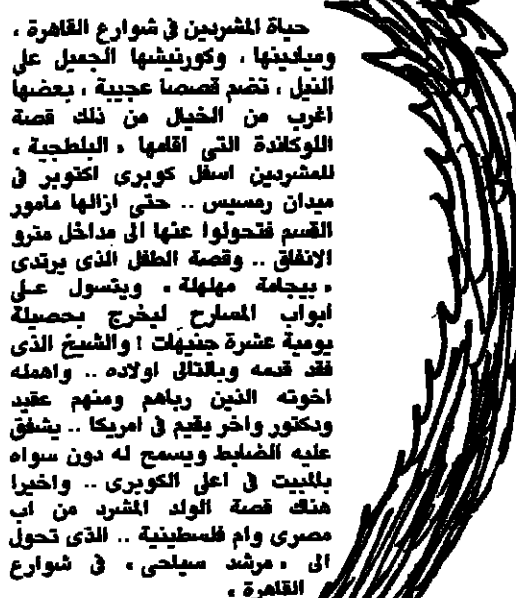 حياة المشردين في شوارع القاهرة ،
وميادينها ، وكورنيشها الجميل على
النيل ، تضم قصصا عجيبة ، بعضها
اغرب من الخيال من ذلك قصة
اللوكاندة التي اقامها « البلطجية »
للمشردين اسفل كوبرى اكتوبر في
ميدان رمسيس .. حتى ازالها مامور
القسم فتحولوا عنها الى مداخل مترو
الانفاق .. وقصة الطفل الذى يرتدى
« بيجامة مهلهلة » ويتسول على
ابواب المسارح ليخرج بحصيلة
يومية عشرة جنيهات ! والشيخ الذى
فقد قدمه وبالتالى اولاده .. واهمله
اخوته الذين رباهم ومنهم عقيد
ودكتور واخر يقيم في امريكا .. يشفق
عليه الضابط ويسمح له دون سواه
بالمبيت في اعلى الكوبرى .. واخيرا
هناك قصة الولد المشرد من اب
مصرى وام فلسطينية .. الذى تحول
الى « مرشد سياحى » في شوارع
القاهرة »